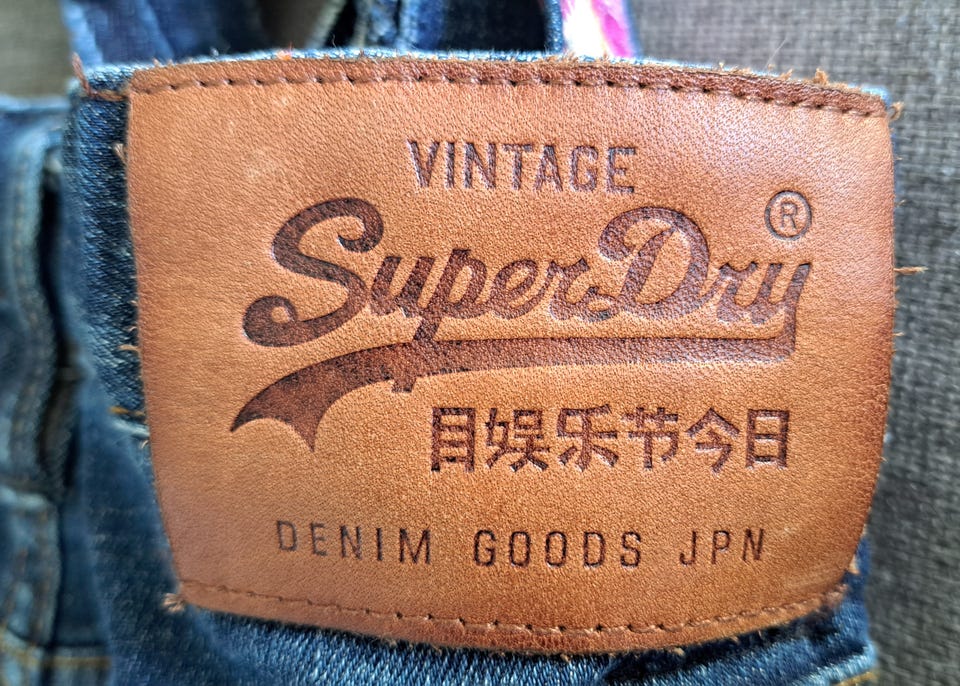 VINTAGE
SuperDry®
目娱乐节今日
DENIM GOODS JPN